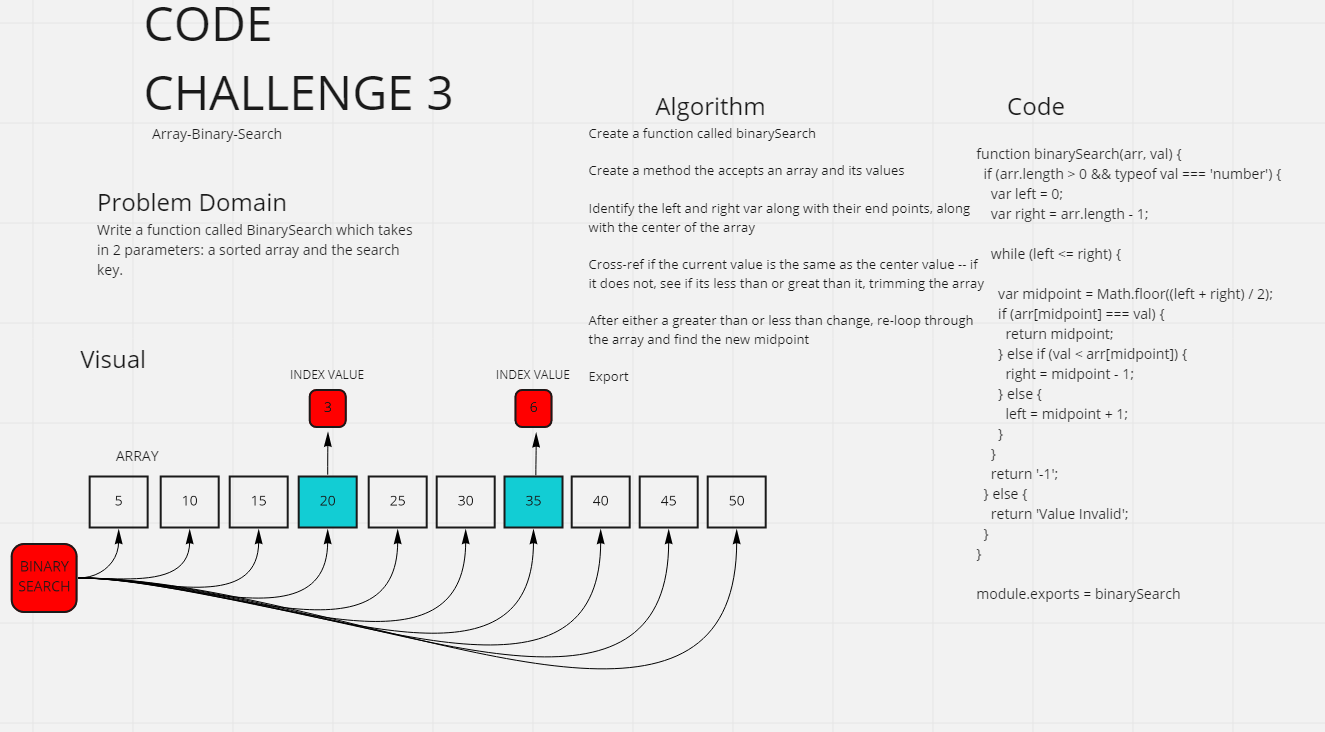 CODE
CHALLENGE 3
Array-Binary-Search
Problem Domain
Write a function called BinarySearch which takes
in 2 parameters: a sorted array and the search
key.
Visual
INDEX VALUE
INDEX VALUE
3
6
ARRAY
5
10
15
20
25
30
35
40
45
50
BINARY
SEARCH
Algorithm
Create a function called binarySearch
Create a method the accepts an array and its values
Identify the left and right var along with their end points, along
with the center of the array
Cross-ref if the current value is the same as the center value -- if
it does not, see if its less than or great than it, trimming the array
After either a greater than or less than change, re-loop through
the array and find the new midpoint
Export
Code
function binarySearch(arr, val) {
if (arr.length > 0 && typeof val === 'number') {
var left = 0;
var right = arr.length - 1;
while (left <= right) {
var midpoint = Math.floor((left + right) / 2);
if (arr[midpoint] === val) {
return midpoint;
} else if (val < arr[midpoint]) {
right = midpoint - 1;
} else {
left = midpoint + 1;
}
}
return '-1';
} else {
return 'Value Invalid';
}
}
module.exports = binarySearch